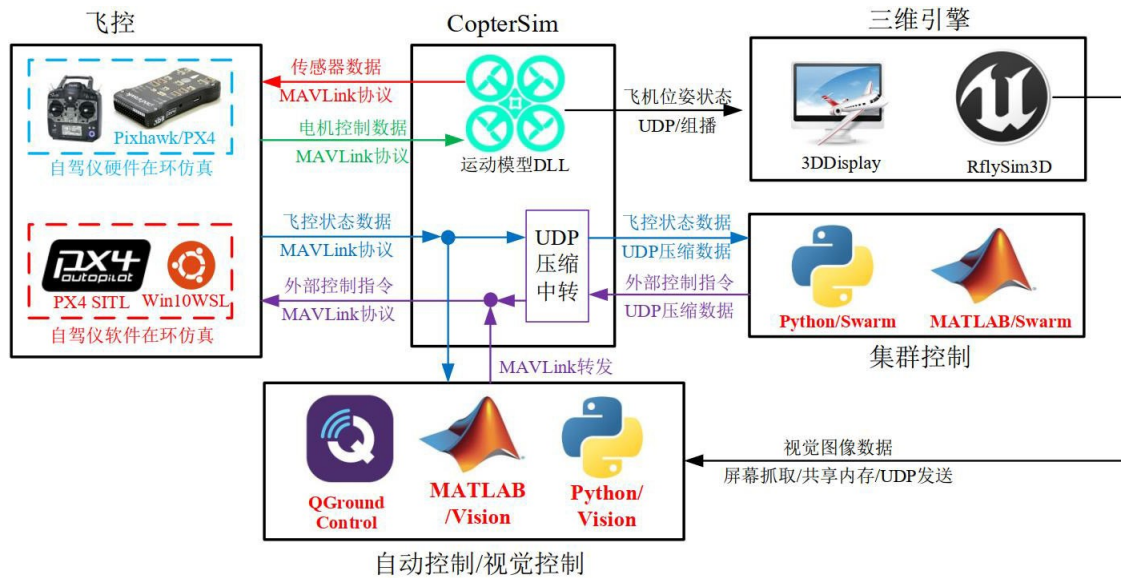 飞控
CopterSim
三维引擎
Pixhawk/PX4
自驾仪硬件在环仿真
传感器数据
MAVLink协议
电机控制数据
MAVLink协议
运动模型DLL
飞机位姿状态
UDP/组播
3DDisplay
RflySim3D
px4
autopilot
PX4 SITL
Win10WSL
自驾仪软件在环仿真
飞控状态数据
MAVLink协议
外部控制指令
MAVLink协议
UDP
压缩
中转
飞控状态数据
UDP压缩数据
外部控制指令
UDP压缩数据
Python/Swarm
MATLAB/Swarm
集群控制
MAVLink转发
QGround
Control
MATLAB
/Vision
Python/
Vision
视觉图像数据
屏幕抓取/共享内存/UDP发送
自动控制/视觉控制